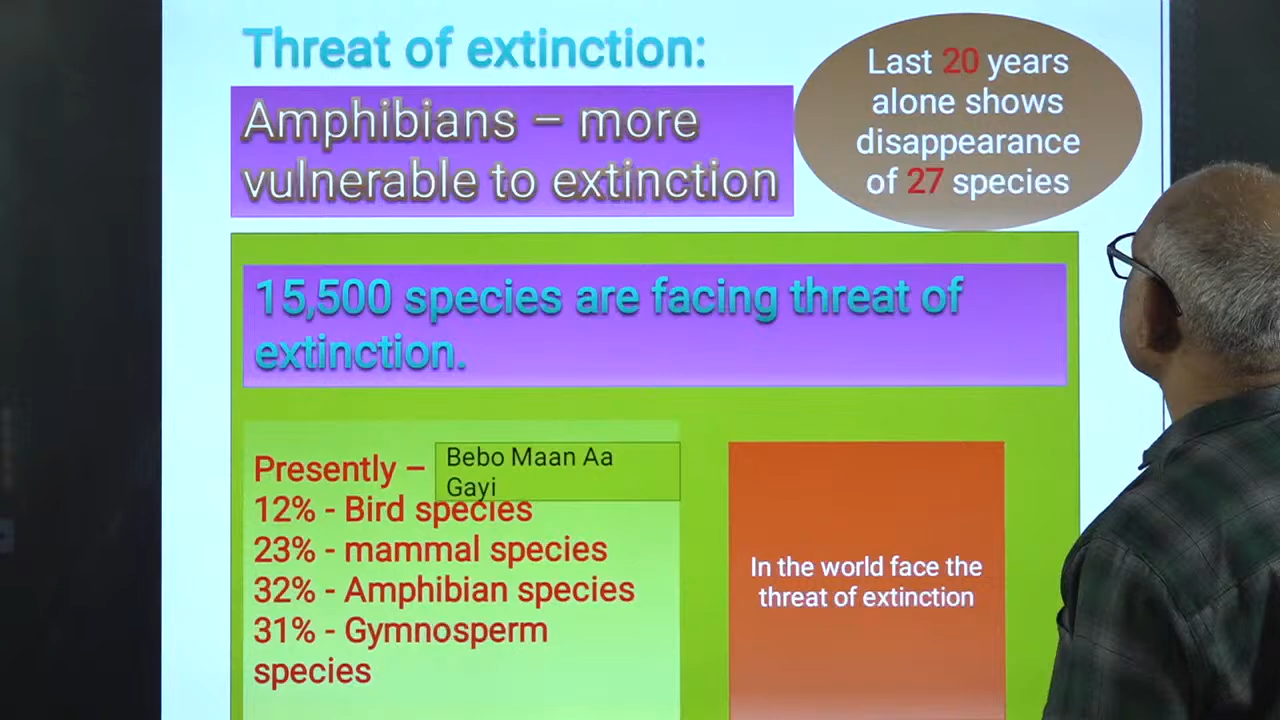 Threat of extinction:
Amphibians – more
vulnerable to extinction
Last 20 years
alone shows
disappearance
of 27 species
15,500 species are facing threat of
extinction.
Presently –
Bebo Maan Aa
Gayi
12% - Bird species
23% - mammal species
32% - Amphibian species
31% - Gymnosperm
species
In the world face the
threat of extinction